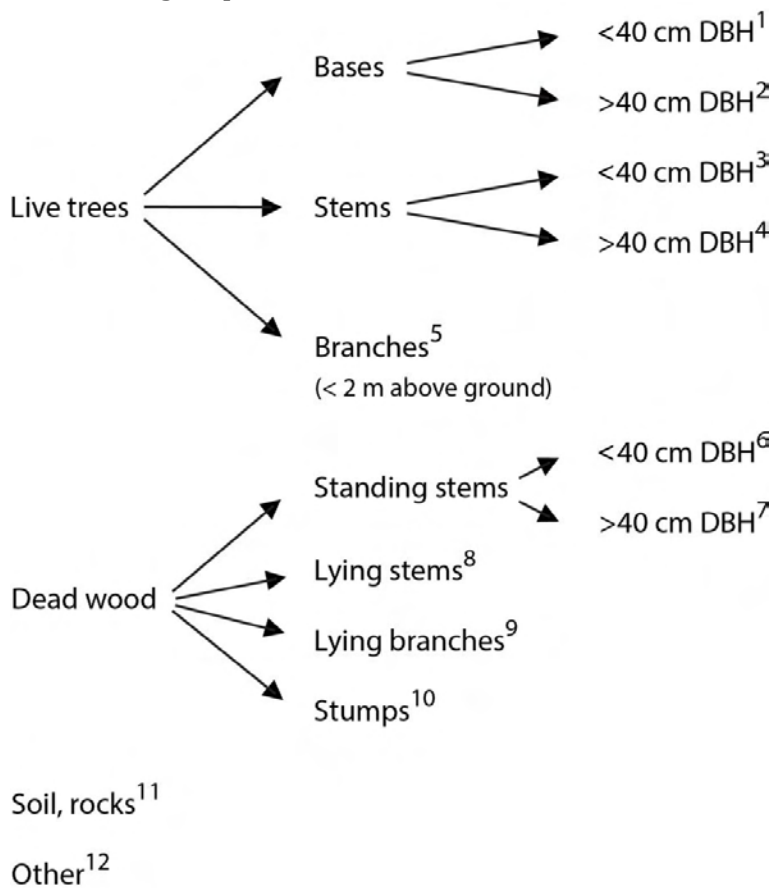 <40 cm DBH1
Bases
>40 cm DBH2
<40 cm DBH3
Live trees
Stems
>40 cm DBH4
Branches5
(< 2 m above ground)
<40 cm DBH6
Standing stems
>40 cm DBH7
Lying stems8
Dead wood
Lying branches9
Stumps10
Soil, rocks11
Other12